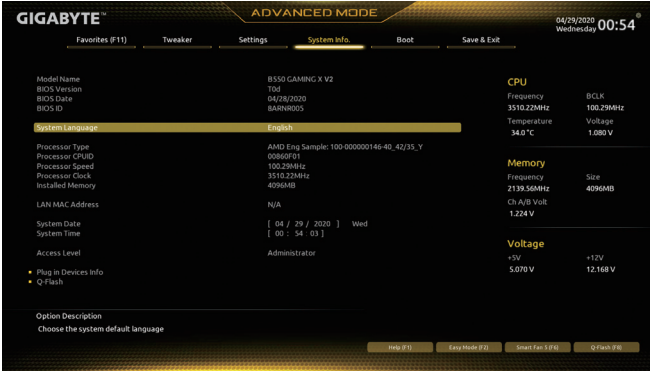 GIGABYTE™
ADVANCED MODE
04/29/2020
Wednesday 00:54
Favorites (F11) Tweaker Settings System Info. Boot Save & Exit
Model Name B550 GAMING X V2
BIOS Version T0d
BIOS Date 04/28/2020
BIOS ID 8ARNR005
System Language English
Processor Type AMD Eng Sample: 100-000000146-40_42/35_Y
Processor CPUID 00860F01
Processor Speed 100.29MHz
Processor Clock 3510.22MHz
Installed Memory 4096MB
LAN MAC Address N/A
System Date [ 04 / 29 / 2020 ] Wed
System Time [ 00 : 54 : 03 ]
Access Level Administrator
Plug in Devices Info
Q-Flash
CPU
Frequency BCLK
3510.22MHz 100.29MHz
Temperature Voltage
34.0 °C 1.080 V
Memory
Frequency Size
2139.56MHz 4096MB
Ch A/B Volt
1.224 V
Voltage
+5V +12V
5.070 V 12.168 V
Option Description
Choose the system default language
Help (F1) Easy Mode (F2) Smart Fan 5 (F6) Q-Flash (F8)